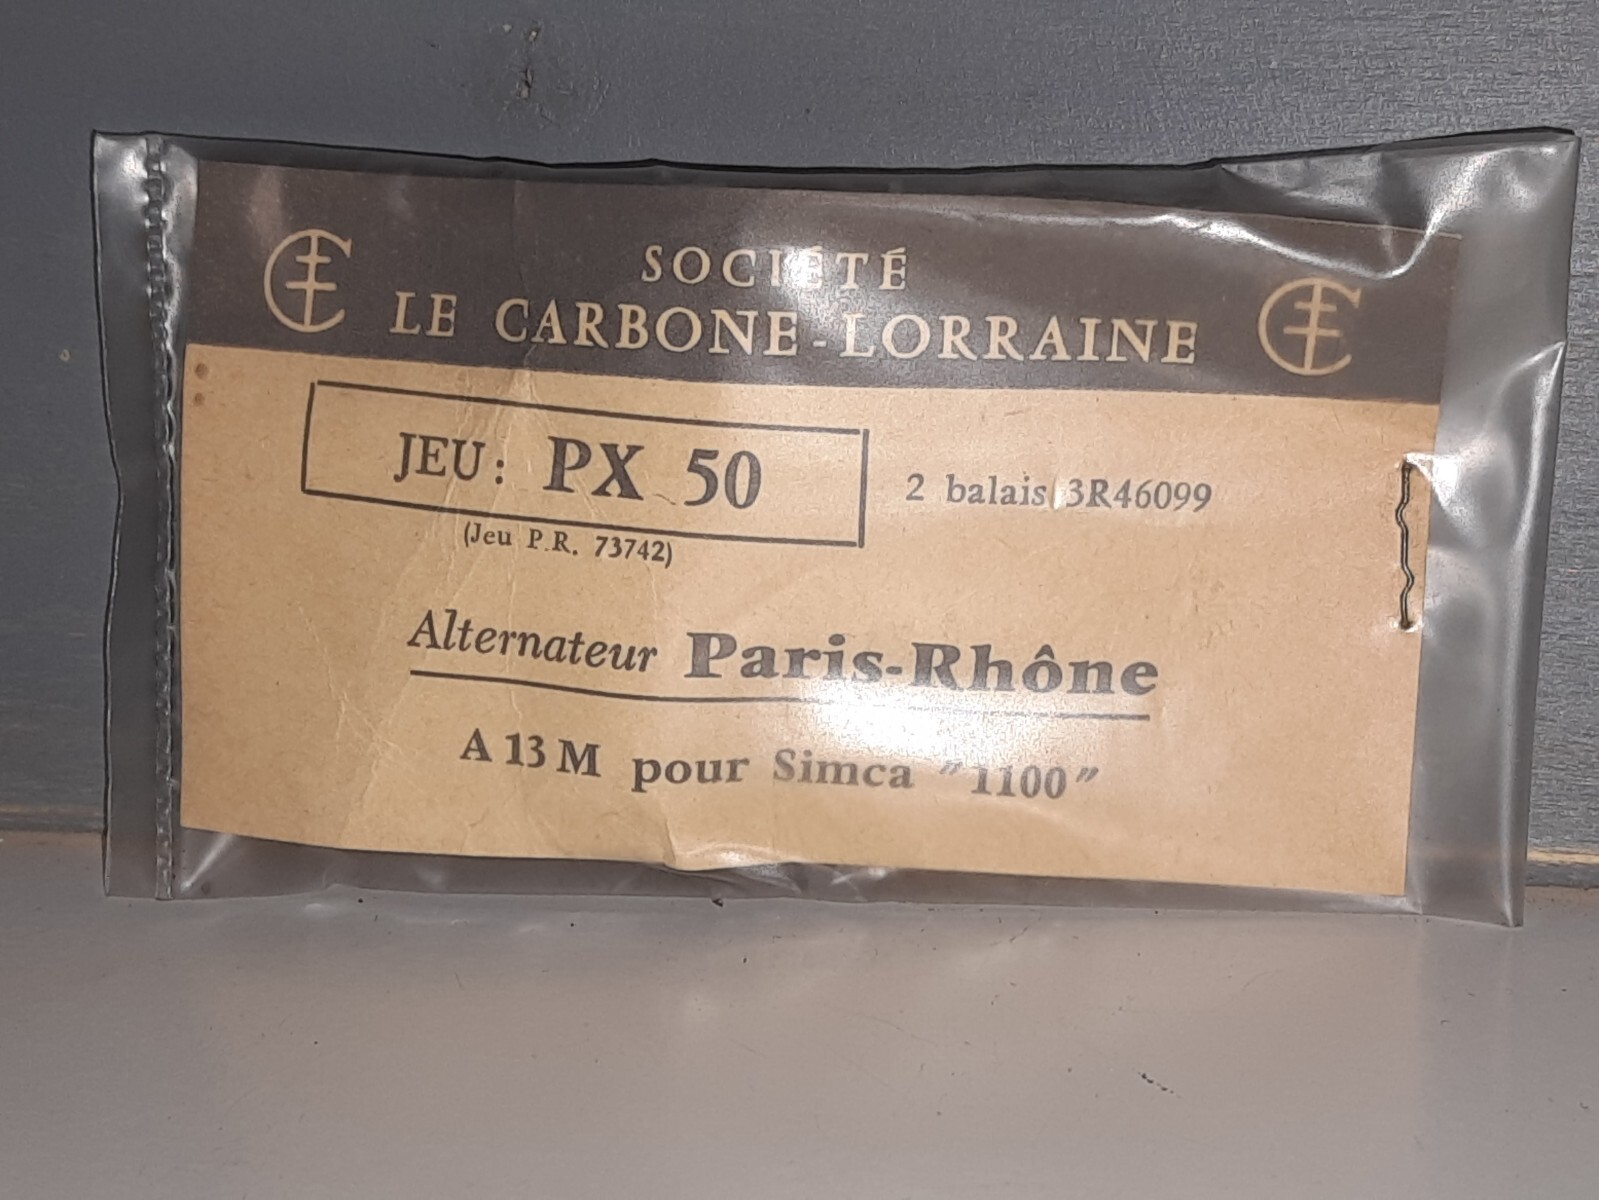 SOCIÉTÉ
LE CARBONE-LORRAINE
JEU: PX 50
2 balais 3R46099
(Jeu P.R. 73742)
Alternateur Paris-Rhône
A 13 M pour Simca "1100"